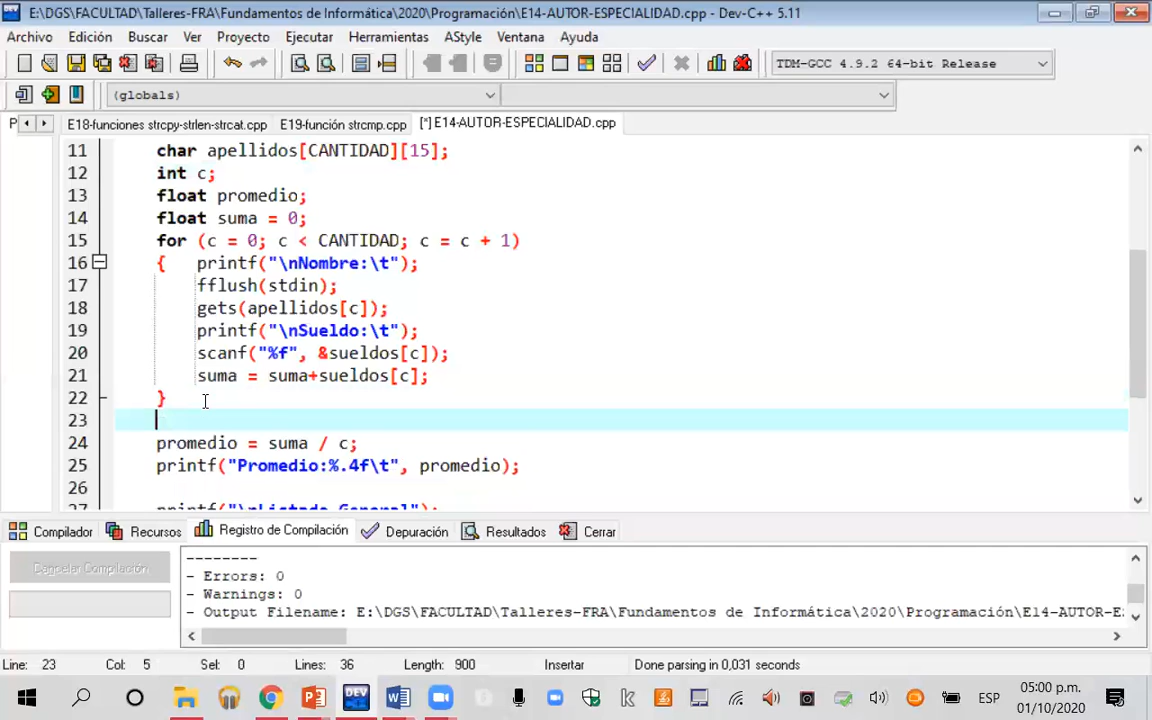 E:\DGS\FACULTAD\Talleres-FRA\Fundamentos de Informática\2020\Programación\E14-AUTOR-ESPECIALIDAD.cpp - Dev-C++ 5.11
Archivo Edición Buscar Ver Proyecto Ejecutar Herramientas AStyle Ventana Ayuda
TDM-GCC 4.9.2 64-bit Release
(globals)
P E18-funciones strcpy-strlen-strcat.cpp E19-función strcmp.cpp [*] E14-AUTOR-ESPECIALIDAD.cpp
11 char apellidos[CANTIDAD][15];
12 int c;
13 float promedio;
14 float suma = 0;
15 for (c = 0; c < CANTIDAD; c = c + 1)
16 { printf("\nNombre:\t");
17 fflush(stdin);
18 gets(apellidos[c]);
19 printf("\nSueldo:\t");
20 scanf("%f", &sueldos[c]);
21 suma = suma+sueldos[c];
22 }
23
24 promedio = suma / c;
25 printf("Promedio:%.4f\t", promedio);
26
27 printf("\nListado General");
Compilador Recursos Registro de Compilación Depuración Resultados Cerrar
Cancelar Compilación
--------
- Errors: 0
- Warnings: 0
- Output Filename: E:\DGS\FACULTAD\Talleres-FRA\Fundamentos de Informática\2020\Programación\E14-AUTOR-E
Line: 23 Col: 5 Sel: 0 Lines: 36 Length: 900 Insertar Done parsing in 0,031 seconds
DEV ESP 05:00 p.m.
01/10/2020